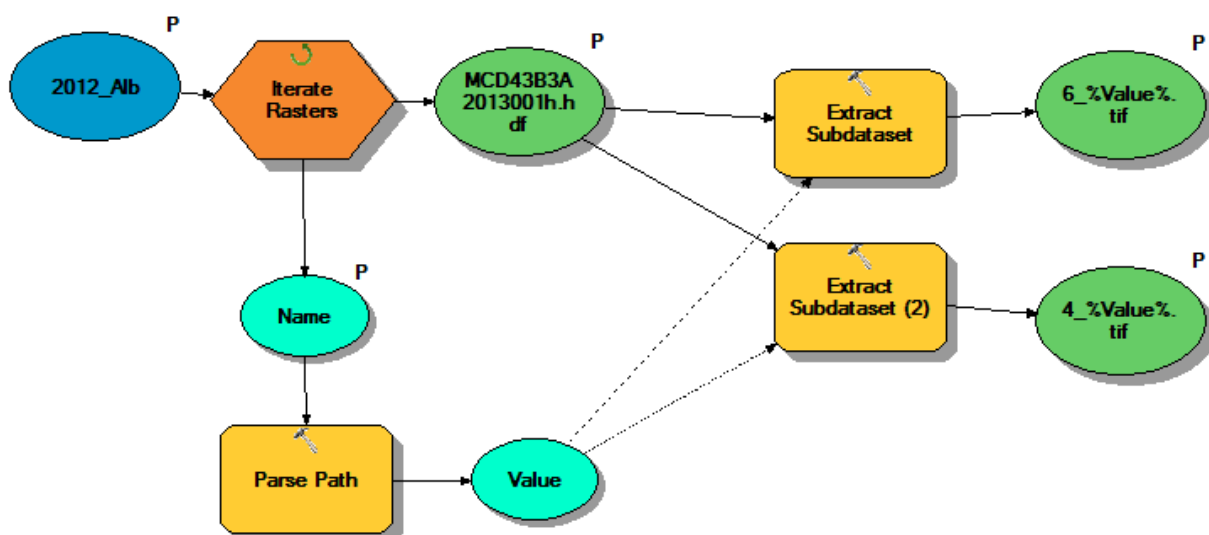 P
2012_Alb
Iterate
Rasters
P
MCD43B3A
2013001h.h
df
Extract
Subdataset
P
6_%Value%.
tif
P
Name
Extract
Subdataset (2)
P
4_%Value%.
tif
Parse Path
Value